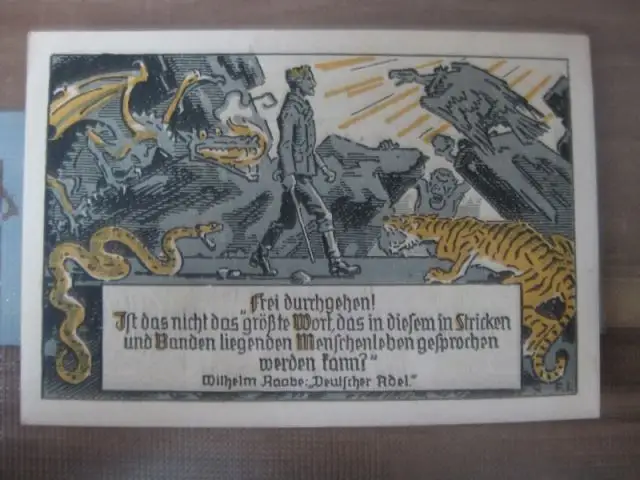 Frei durchgehen!
Ist das nicht das "größte Wort, das in diesem in Stricken
und Banden liegenden Menschenleben gesprochen
werden kann?"
Wilhelm Raabe: "Deutscher Adel."